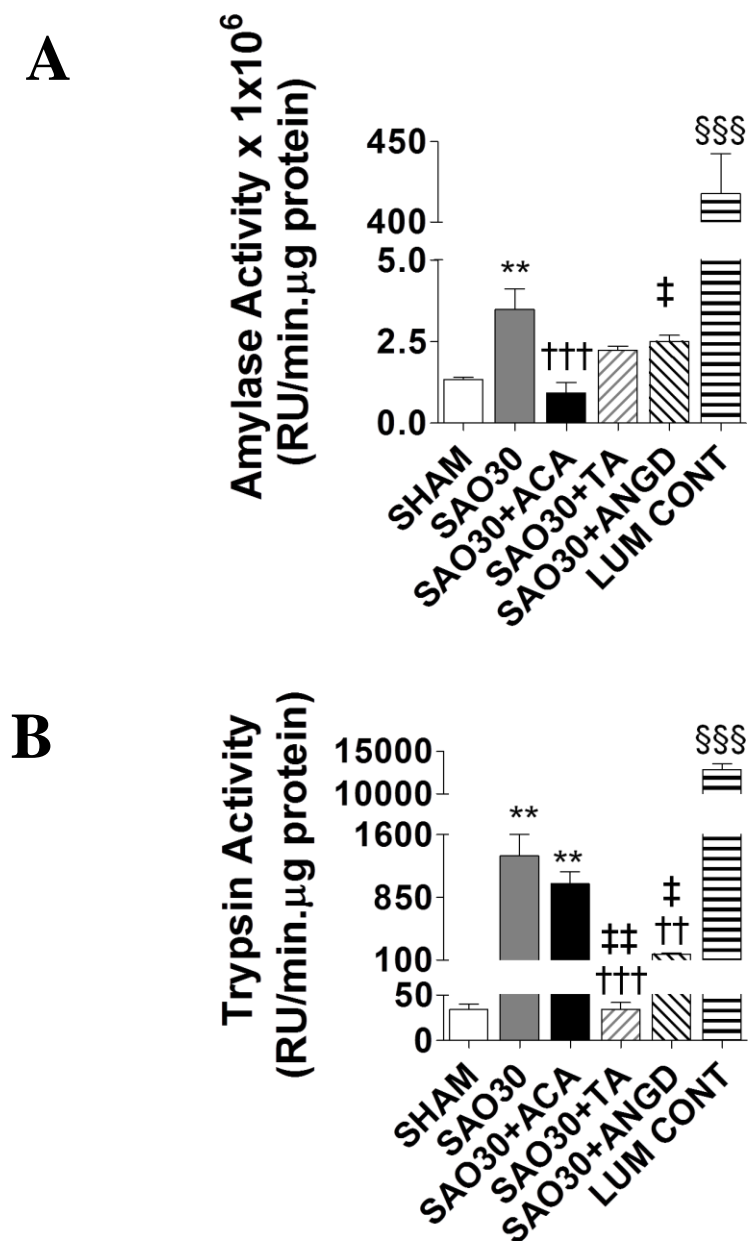 A
Amylase Activity x 1x10⁶
(RU/min.µg protein)
450
400
5.0
2.5
0.0
**
†††
‡
§§§
SHAM
SAO30
SAO30+ACA
SAO30+TA
SAO30+ANGD
LUM CONT
B
Trypsin Activity
(RU/min.µg protein)
15000
10000
1600
850
100
50
0
**
**
‡‡
†††
‡
††
§§§
SHAM
SAO30
SAO30+ACA
SAO30+TA
SAO30+ANGD
LUM CONT